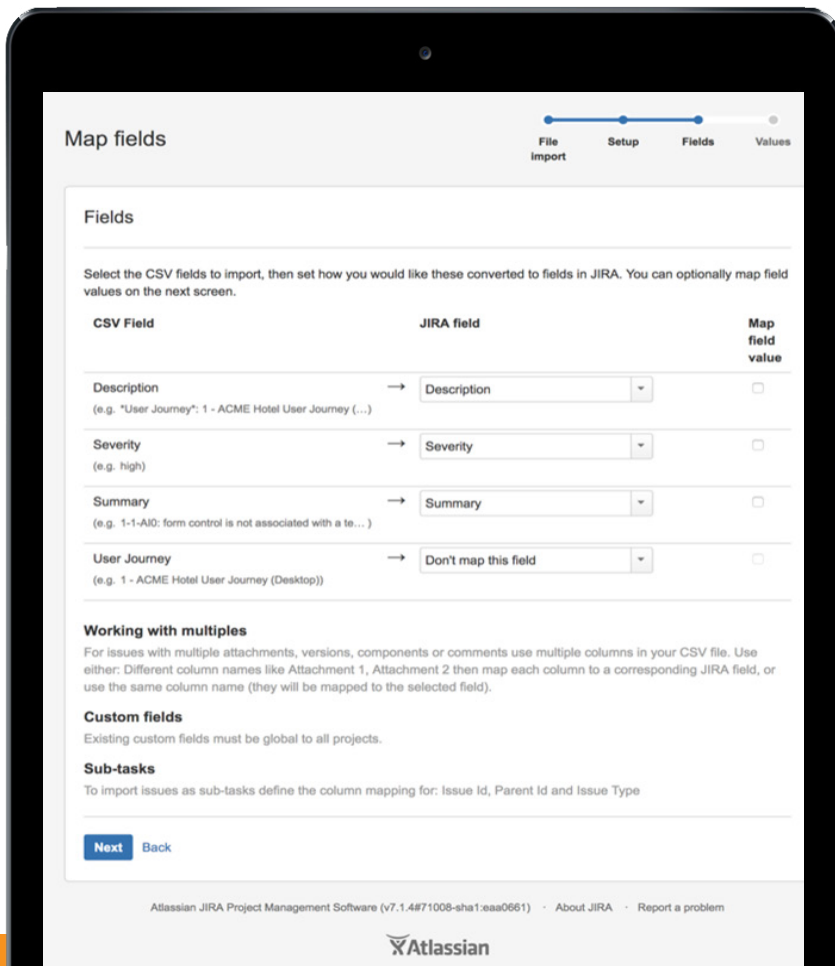 Map fields
File import
Setup
Fields
Values
Fields
Select the CSV fields to import, then set how you would like these converted to fields in JIRA. You can optionally map field
values on the next screen.
CSV Field
JIRA field
Map
field
value
Description → Description
(e.g. *User Journey*: 1 - ACME Hotel User Journey (...)
Severity → Severity
(e.g. high)
Summary → Summary
(e.g. 1-1-AI0: form control is not associated with a te... )
User Journey → Don't map this field
(e.g. 1 - ACME Hotel User Journey (Desktop))
Working with multiples
For issues with multiple attachments, versions, components or comments use multiple columns in your CSV file. Use
either: Different column names like Attachment 1, Attachment 2 then map each column to a corresponding JIRA field, or
use the same column name (they will be mapped to the selected field).
Custom fields
Existing custom fields must be global to all projects.
Sub-tasks
To import issues as sub-tasks define the column mapping for: Issue Id, Parent Id and Issue Type
Next Back
Atlassian JIRA Project Management Software (v7.1.4#71008-sha1:eaa0661) · About JIRA · Report a problem
Atlassian